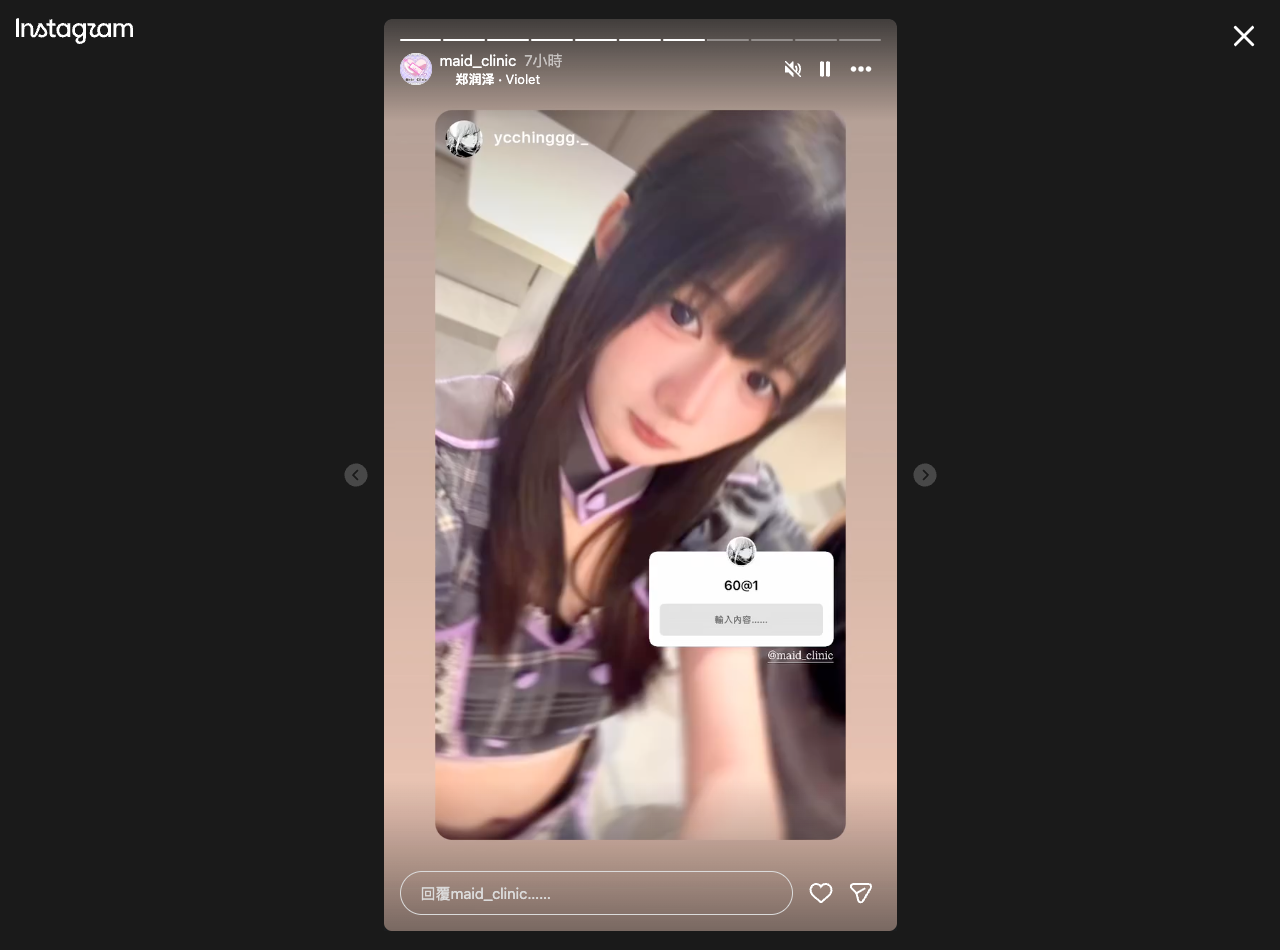 Instagram
maid_clinic 7小時
郑润泽 · Violet
ycchinggg._
60@1
輸入內容......
@maid_clinic
回覆maid_clinic......